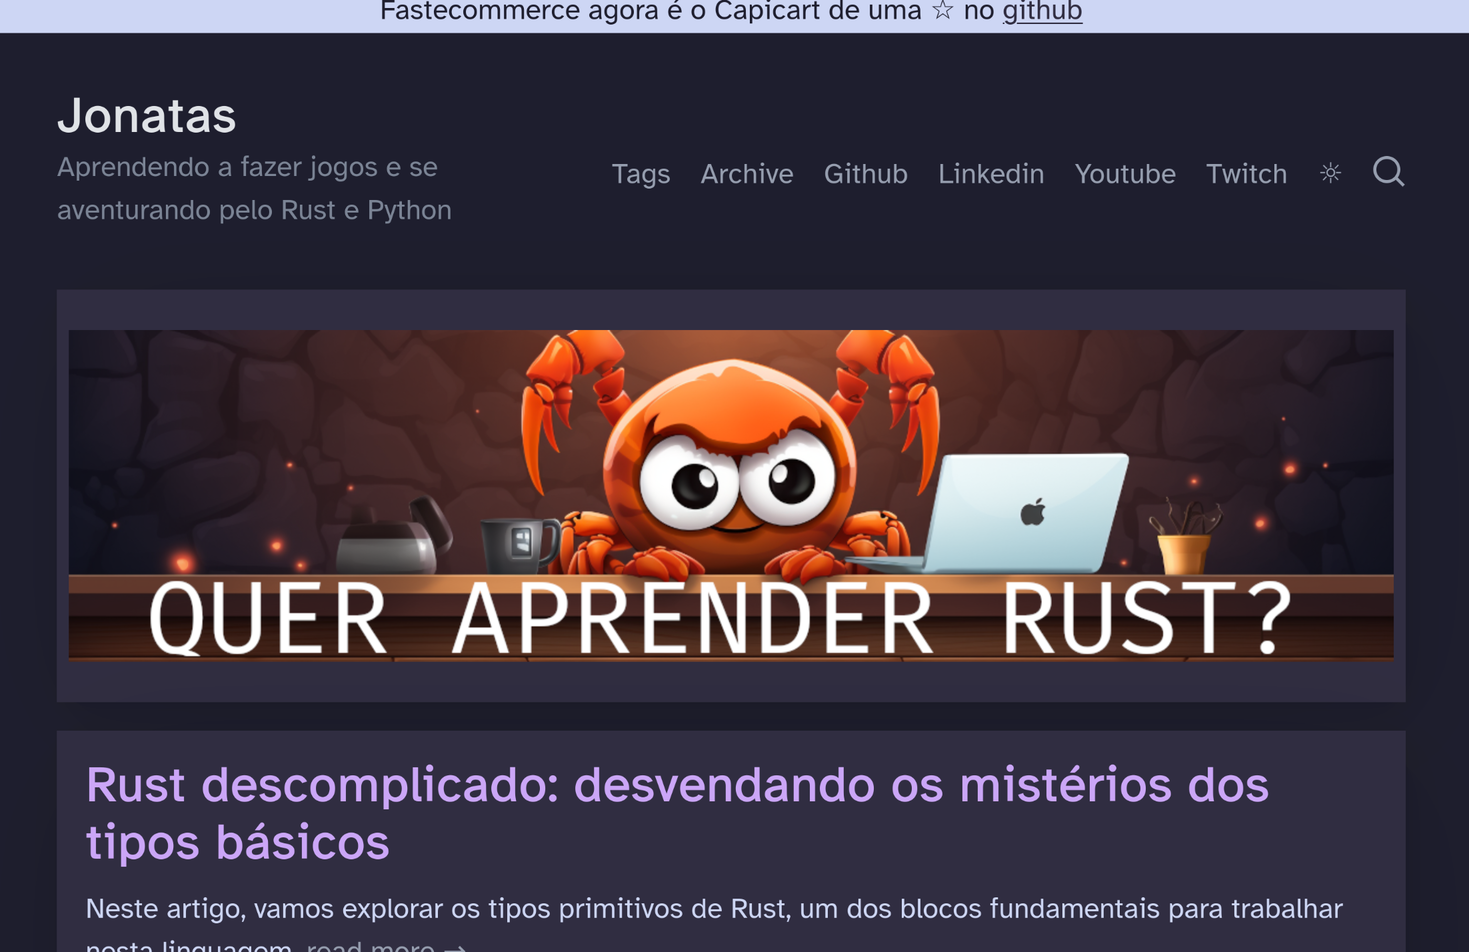 Fastecommerce agora é o Capicart de uma ☆ no github
Jonatas
Aprendendo a fazer jogos e se
aventurando pelo Rust e Python
Tags Archive Github Linkedin Youtube Twitch
QUER APRENDER RUST?
Rust descomplicado: desvendando os mistérios dos
tipos básicos
Neste artigo, vamos explorar os tipos primitivos de Rust, um dos blocos fundamentais para trabalhar
nesta linguagem. read more →